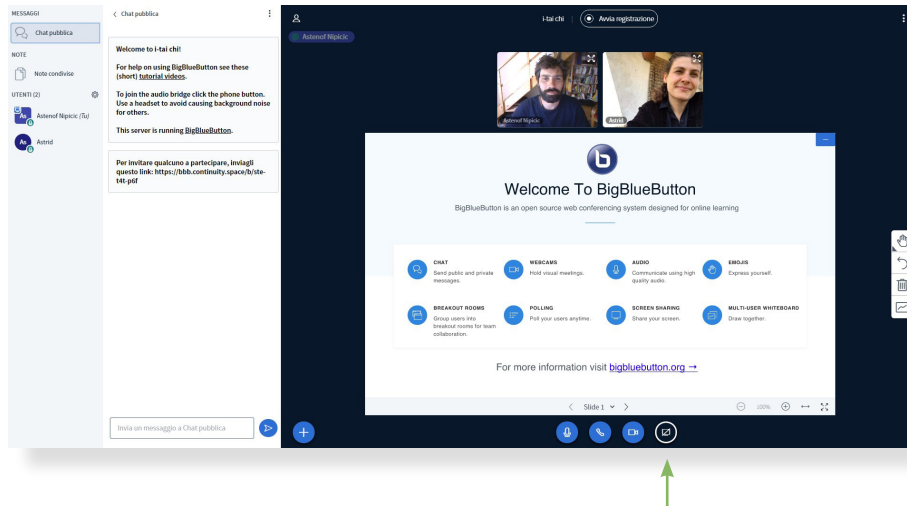 MESSAGGI
Chat pubblica
NOTE
Note condivise
UTENTI (2)
As
Astenof Nipicic (Tu)
As
Astrid
Chat pubblica
Welcome to i-tai chi!
For help on using BigBlueButton see these
(short) tutorial videos.
To join the audio bridge click the phone button.
Use a headset to avoid causing background noise
for others.
This server is running BigBlueButton.
Per invitare qualcuno a partecipare, inviagli
questo link: https://bbb.continuity.space/b/ste-
t4t-p6f
Invia un messaggio a Chat pubblica
i-tai chi
Avvia registrazione
Astenof Nipicic
Astenof Nipicic
Astrid
b
Welcome To BigBlueButton
BigBlueButton is an open source web conferencing system designed for online learning
CHAT
Send public and private
messages.
WEBCAMS
Hold visual meetings.
AUDIO
Communicate using high
quality audio.
EMOJIS
Express yourself.
BREAKOUT ROOMS
Group users into
breakout rooms for team
collaboration.
POLLING
Poll your users anytime.
SCREEN SHARING
Share your screen.
MULTI-USER WHITEBOARD
Draw together.
For more information visit bigbluebutton.org →
Slide 1
100%